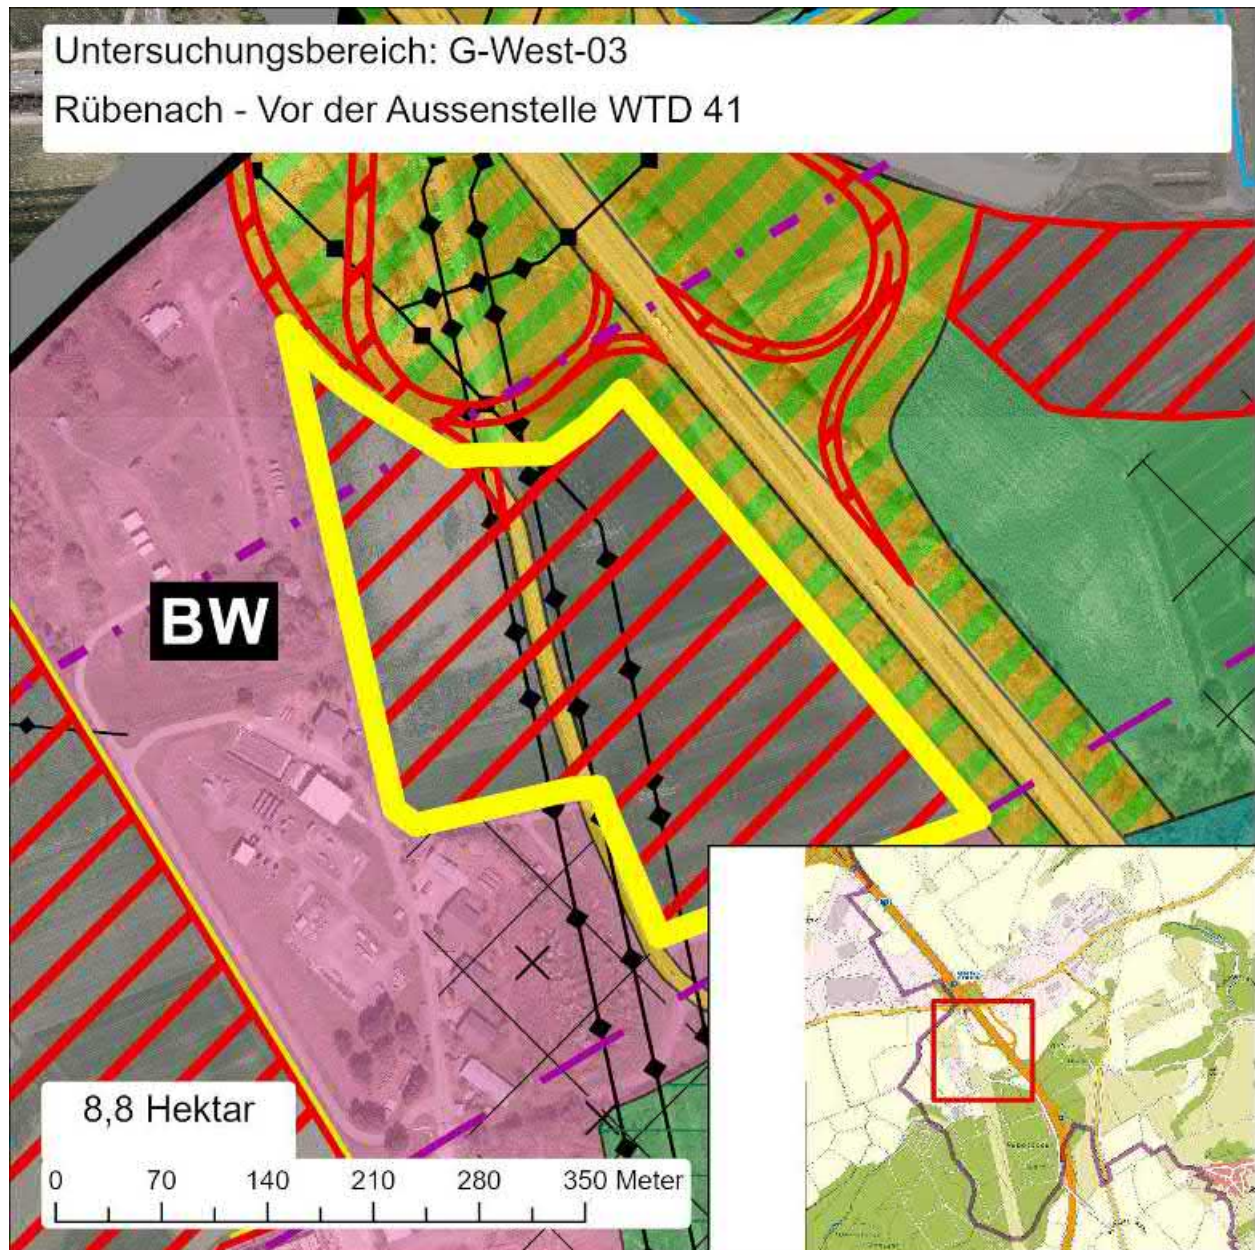 Untersuchungsbereich: G-West-03
Rübenach - Vor der Aussenstelle WTD 41
BW
8,8 Hektar
0 70 140 210 280 350 Meter